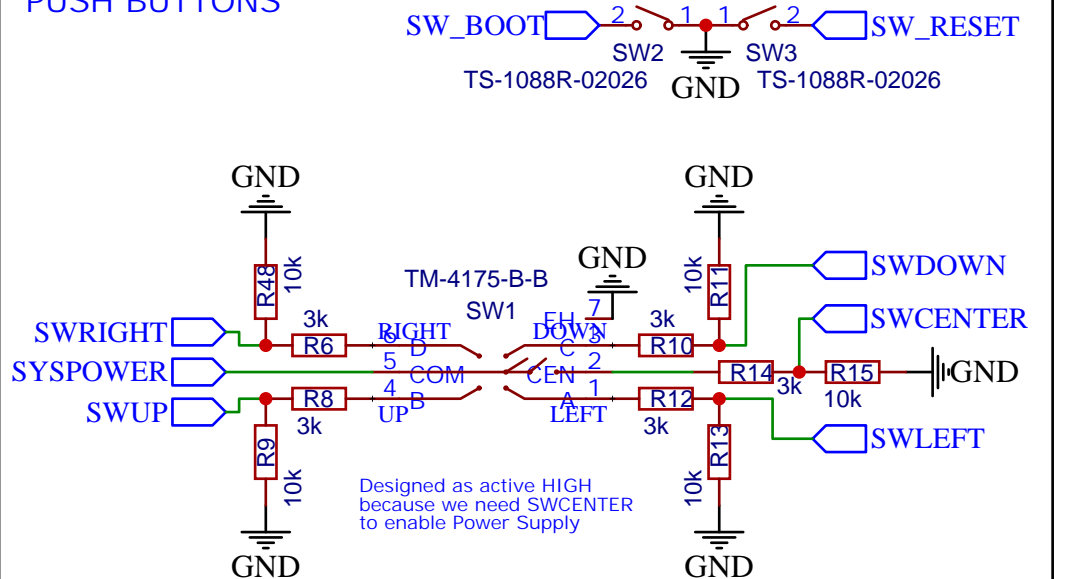 PUSH BUTTONS
SW_BOOT 2 1 1 2 SW_RESET
SW2 SW3
TS-1088R-02026 GND TS-1088R-02026
GND GND
GND
R48 10k TM-4175-B-B 10k R11 SWDOWN
SW1 EH 7
SWRIGHT 3k RIGHT DOWN 3k SWCENTER
R6 6 D C 3 R10
SYSPOWER 5 COM CEN 2 R14 3k R15 GND
10k
SWUP R8 4 B A 1 R12
3k UP LEFT 3k
R9 10k R13 10k SWLEFT
Designed as active HIGH
because we need SWCENTER
to enable Power Supply
GND GND